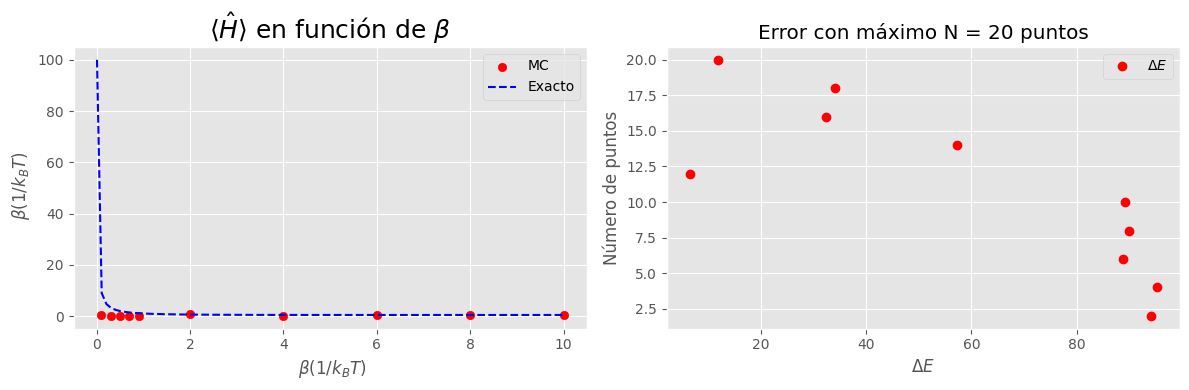 ⟨Ĥ⟩ en función de β
MC
Exacto
100
80
60
40
20
0
β(1/k_BT)
0
2
4
6
8
10
β(1/k_BT)
Error con máximo N = 20 puntos
ΔE
20.0
17.5
15.0
12.5
10.0
7.5
5.0
2.5
Número de puntos
20
40
60
80
ΔE